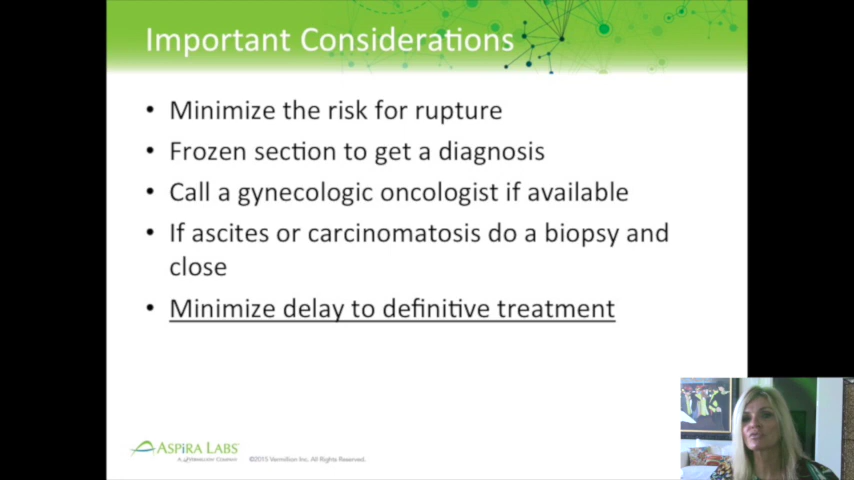 Important Considerations
• Minimize the risk for rupture
• Frozen section to get a diagnosis
• Call a gynecologic oncologist if available
• If ascites or carcinomatosis do a biopsy and
close
• Minimize delay to definitive treatment
ASPIRA LABS
A VERMILLION COMPANY
©2015 Vermillion Inc. All Rights Reserved.